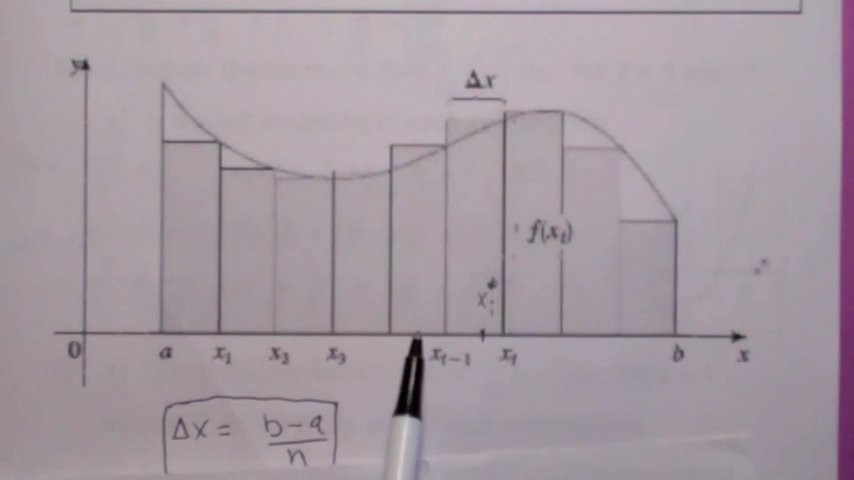 y
Δx
f(xᵢ)
xᵢ*
0 a x₁ x₂ x₃ xᵢ₋₁ xᵢ b x
Δx = b-a
n